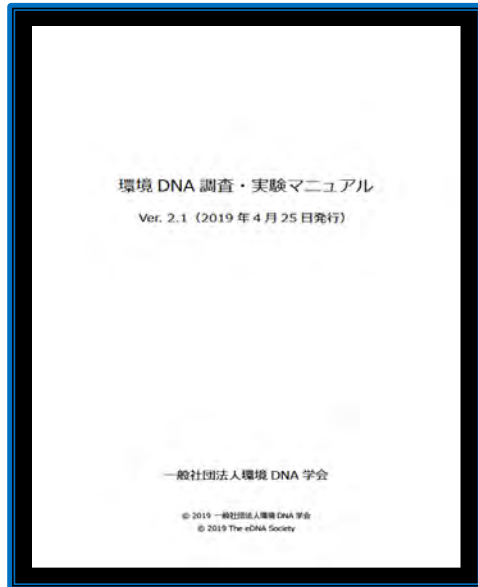 環境 DNA 調査・実験マニュアル
Ver. 2.1（2019 年 4 月 25 日発行）
一般社団法人環境 DNA 学会
© 2019 一般社団法人環境 DNA 学会
© 2019 The eDNA Society